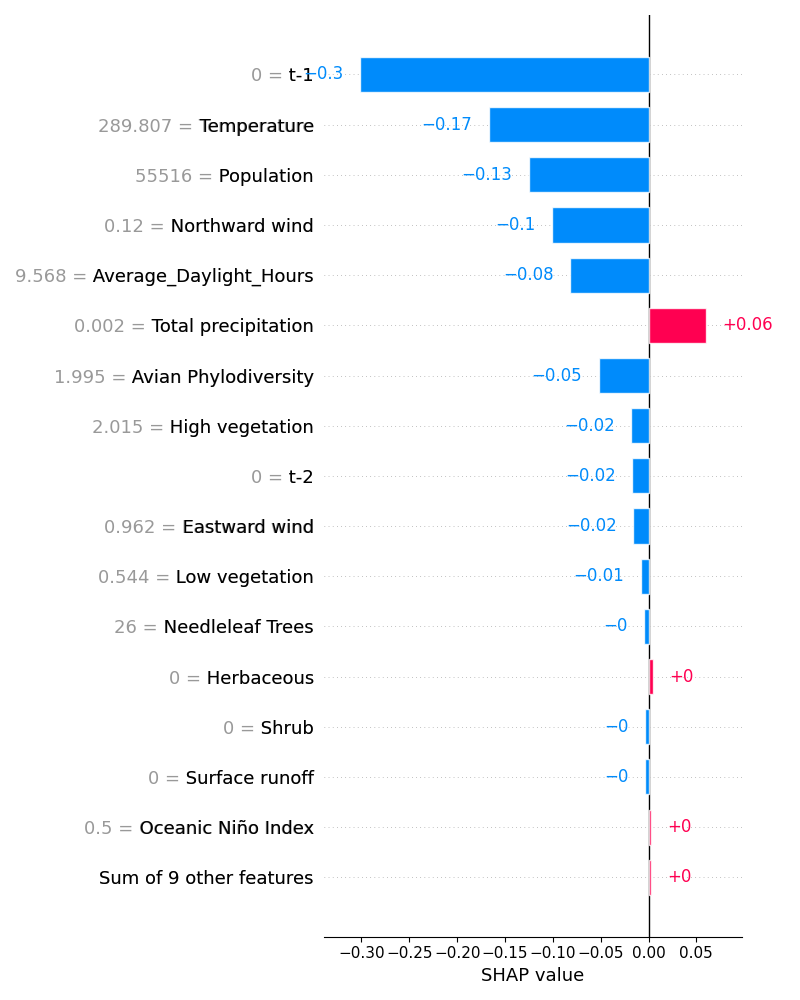 0 = t-1 −0.3
289.807 = Temperature −0.17
55516 = Population −0.13
0.12 = Northward wind −0.1
9.568 = Average_Daylight_Hours −0.08
0.002 = Total precipitation +0.06
1.995 = Avian Phylodiversity −0.05
2.015 = High vegetation −0.02
0 = t-2 −0.02
0.962 = Eastward wind −0.02
0.544 = Low vegetation −0.01
26 = Needleleaf Trees −0
0 = Herbaceous +0
0 = Shrub −0
0 = Surface runoff −0
0.5 = Oceanic Niño Index +0
Sum of 9 other features +0
−0.30 −0.25 −0.20 −0.15 −0.10 −0.05 0.00 0.05
SHAP value